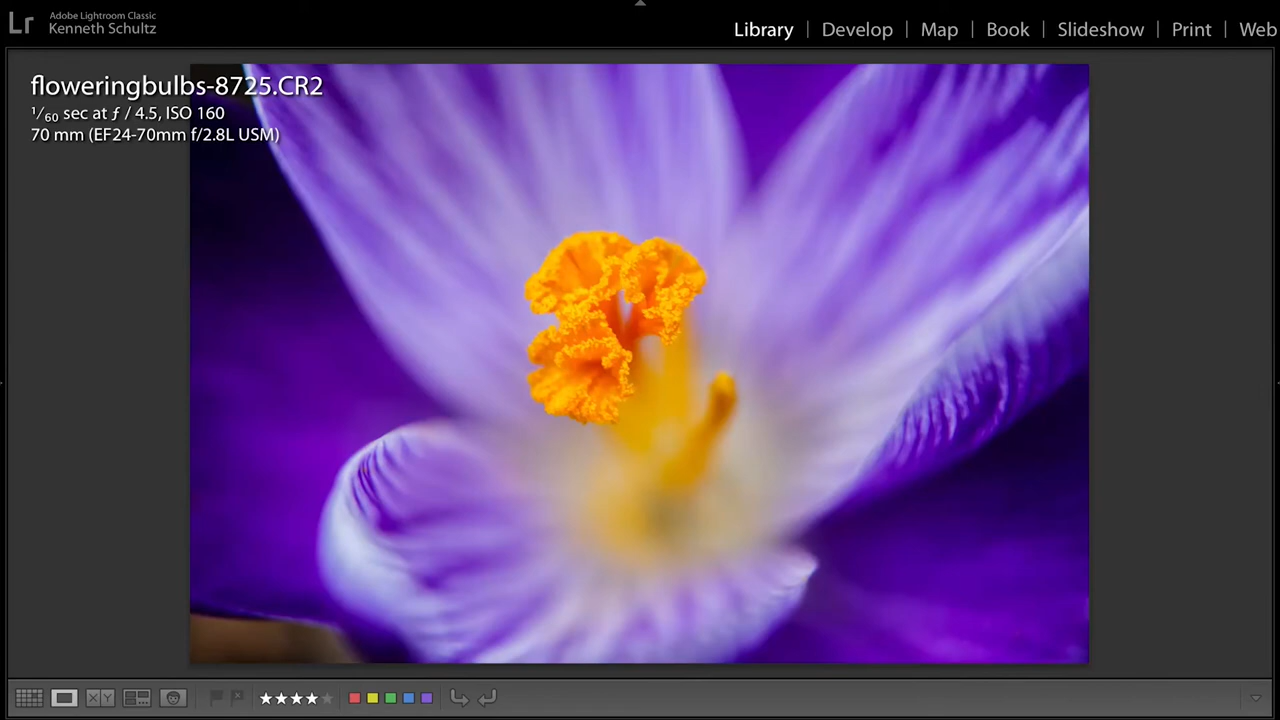 Lr
Adobe Lightroom Classic
Kenneth Schultz
Library | Develop | Map | Book | Slideshow | Print | Web
floweringbulbs-8725.CR2
1/60 sec at ƒ / 4.5, ISO 160
70 mm (EF24-70mm f/2.8L USM)
X Y